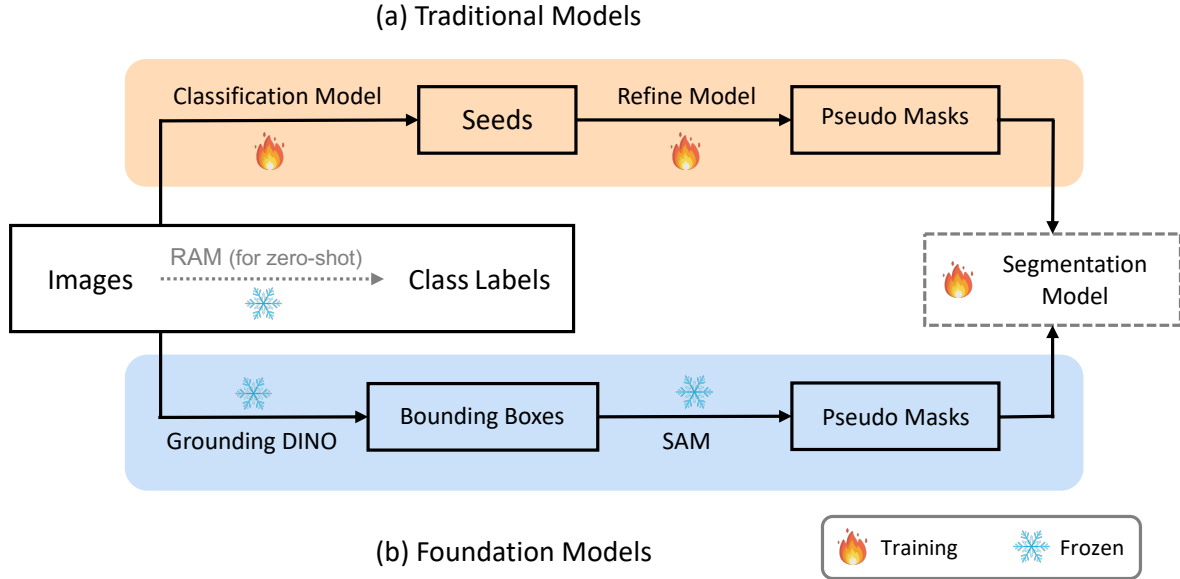 (a) Traditional Models
Classification Model
Seeds
Refine Model
Pseudo Masks
Images
RAM (for zero-shot)
Class Labels
Segmentation
Model
Grounding DINO
Bounding Boxes
SAM
Pseudo Masks
(b) Foundation Models
Training
Frozen